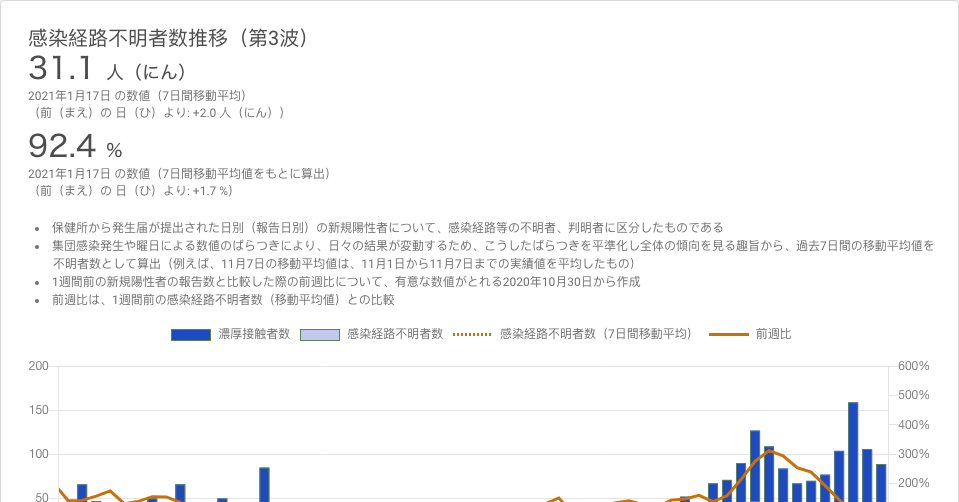 感染経路不明者数推移（第3波）
31.1 人（にん）
2021年1月17日 の数値（7日間移動平均）
（前（まえ）の 日（ひ）より: +2.0 人（にん））
92.4 %
2021年1月17日 の数値（7日間移動平均値をもとに算出）
（前（まえ）の 日（ひ）より: +1.7 %）
• 保健所から発生届が提出された日別（報告日別）の新規陽性者について、感染経路等の不明者、判明者に区分したものである
• 集団感染発生や曜日による数値のばらつきにより、日々の結果が変動するため、こうしたばらつきを平準化し全体の傾向を見る趣旨から、過去7日間の移動平均値を
不明者数として算出（例えば、11月7日の移動平均値は、11月1日から11月7日までの実績値を平均したもの）
• 1週間前の新規陽性者の報告数と比較した際の前週比について、有意な数値がとれる2020年10月30日から作成
• 前週比は、1週間前の感染経路不明者数（移動平均値）との比較
濃厚接触者数 感染経路不明者数 感染経路不明者数（7日間移動平均） 前週比
200 600%
500%
150
400%
100 300%
200%
50